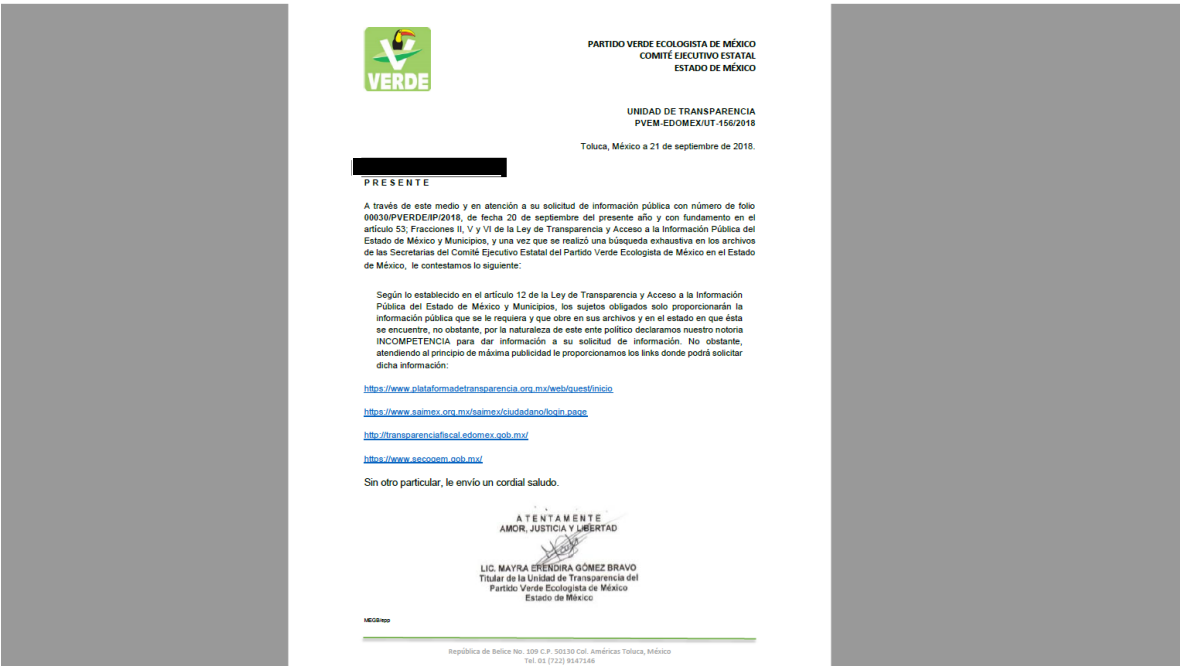 VERDE
PARTIDO VERDE ECOLOGISTA DE MÉXICO
COMITÉ EJECUTIVO ESTATAL
ESTADO DE MÉXICO
UNIDAD DE TRANSPARENCIA
PVEM-EDOMEX/UT-156/2018
Toluca, México a 21 de septiembre de 2018.
P R E S E N T E
A través de este medio y en atención a su solicitud de información pública con número de folio
00030/PVERDE/IP/2018, de fecha 20 de septiembre del presente año y con fundamento en el
artículo 53; Fracciones II, V y VI de la Ley de Transparencia y Acceso a la Información Pública del
Estado de México y Municipios, y una vez que se realizó una búsqueda exhaustiva en los archivos
de las Secretarias del Comité Ejecutivo Estatal del Partido Verde Ecologista de México en el Estado
de México, le contestamos lo siguiente:
Según lo establecido en el artículo 12 de la Ley de Transparencia y Acceso a la Información
Pública del Estado de México y Municipios, los sujetos obligados solo proporcionarán la
información pública que se le requiera y que obre en sus archivos y en el estado en que ésta
se encuentre, no obstante, por la naturaleza de este ente político declaramos nuestro notoria
INCOMPETENCIA para dar información a su solicitud de información. No obstante,
atendiendo al principio de máxima publicidad le proporcionamos los links donde podrá solicitar
dicha información:
https://www.plataformadetransparencia.org.mx/web/guest/inicio
https://www.saimex.org.mx/saimex/ciudadano/login.page
http://transparenciafiscal.edomex.gob.mx/
https://www.secogem.gob.mx/
Sin otro particular, le envío un cordial saludo.
A T E N T A M E N T E
AMOR, JUSTICIA Y LIBERTAD
LIC. MAYRA ERENDIRA GÓMEZ BRAVO
Titular de la Unidad de Transparencia del
Partido Verde Ecologista de México
Estado de México
República de Belice No. 109 C.P. 50130 Col. Américas Toluca, México
Tel. 01 (722) 9147146